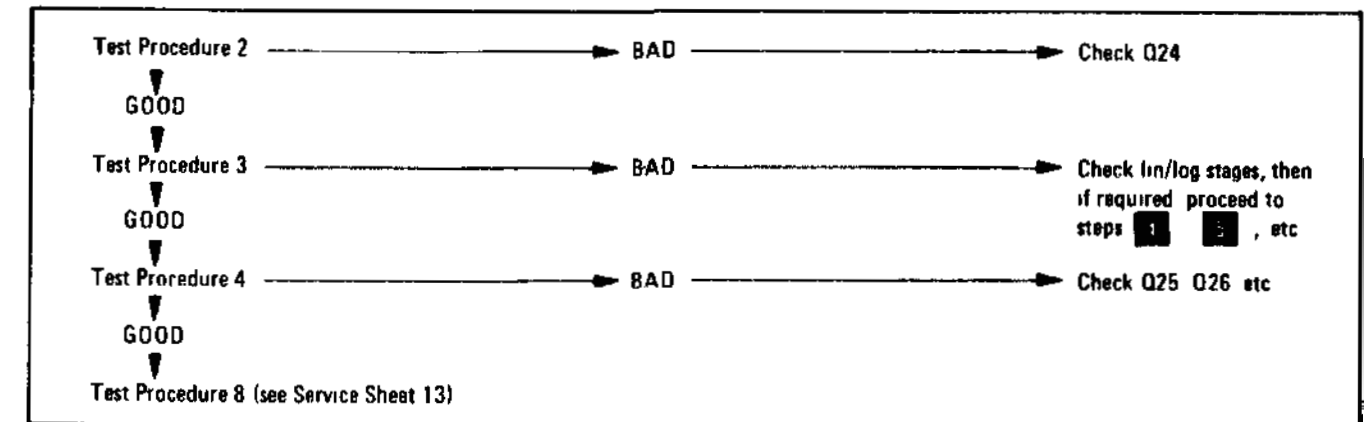 Test Procedure 2 BAD Check Q24
GOOD
Test Procedure 3 BAD Check lin/log stages, then
if required proceed to
GOOD
steps 1 , etc
Test Procedure 4 BAD Check Q25 Q26 etc
GOOD
Test Procedure 8 (see Service Sheet 13)